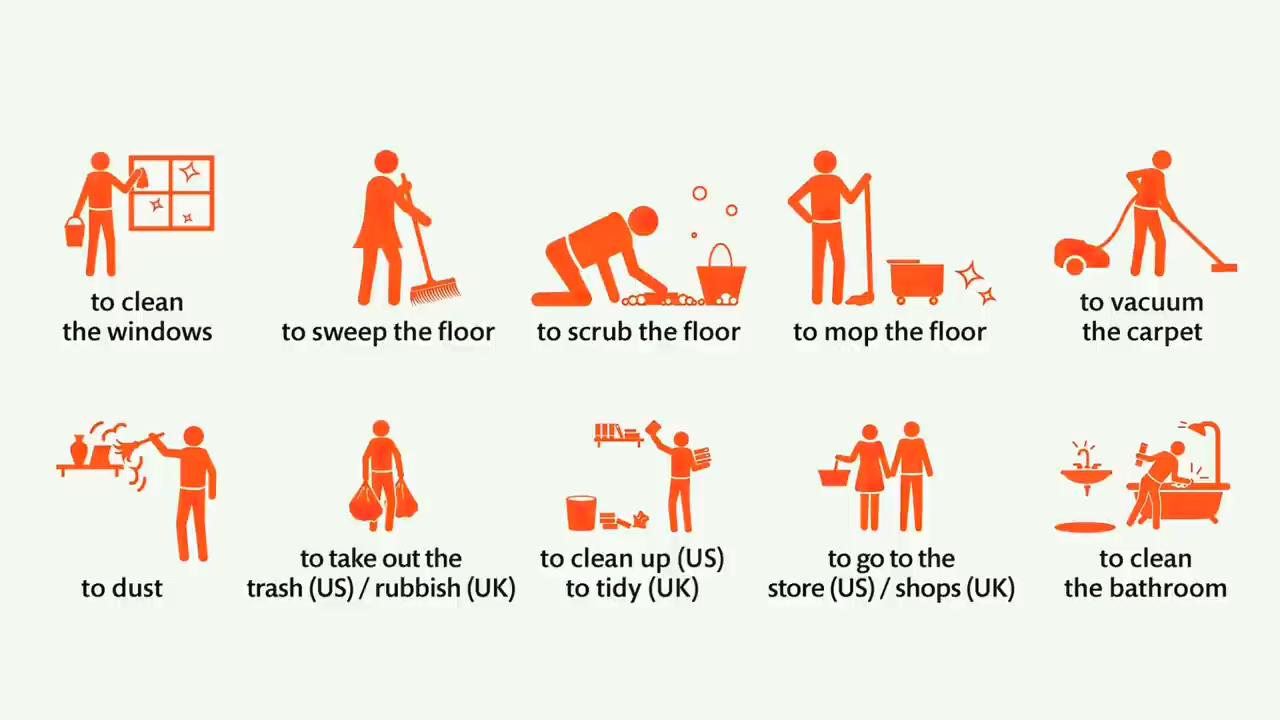 to clean
the windows
to sweep the floor
to scrub the floor
to mop the floor
to vacuum
the carpet
to dust
to take out the
trash (US) / rubbish (UK)
to clean up (US)
to tidy (UK)
to go to the
store (US) / shops (UK)
to clean
the bathroom